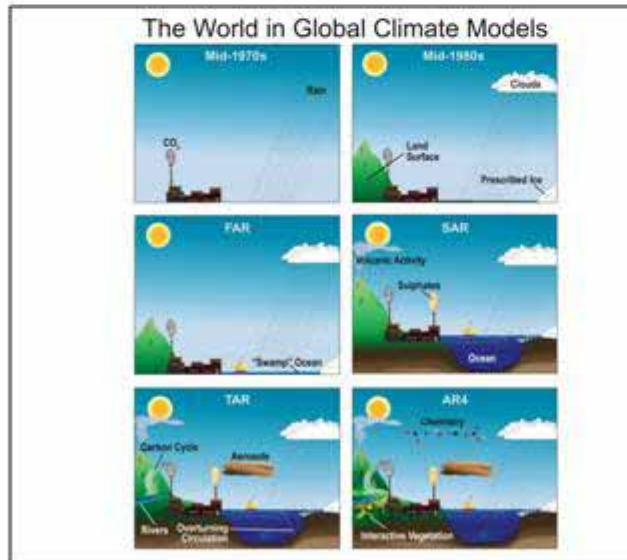 The World in Global Climate Models
Mid-1970s
Rain
CO₂
Mid-1980s
Clouds
Land
Surface
Prescribed Ice
FAR
"Swamp" Ocean
SAR
Volcanic Activity
Sulphates
Ocean
TAR
Carbon Cycle
Aerosols
Rivers
Overturning
Circulation
AR4
Chemistry
Interactive Vegetation